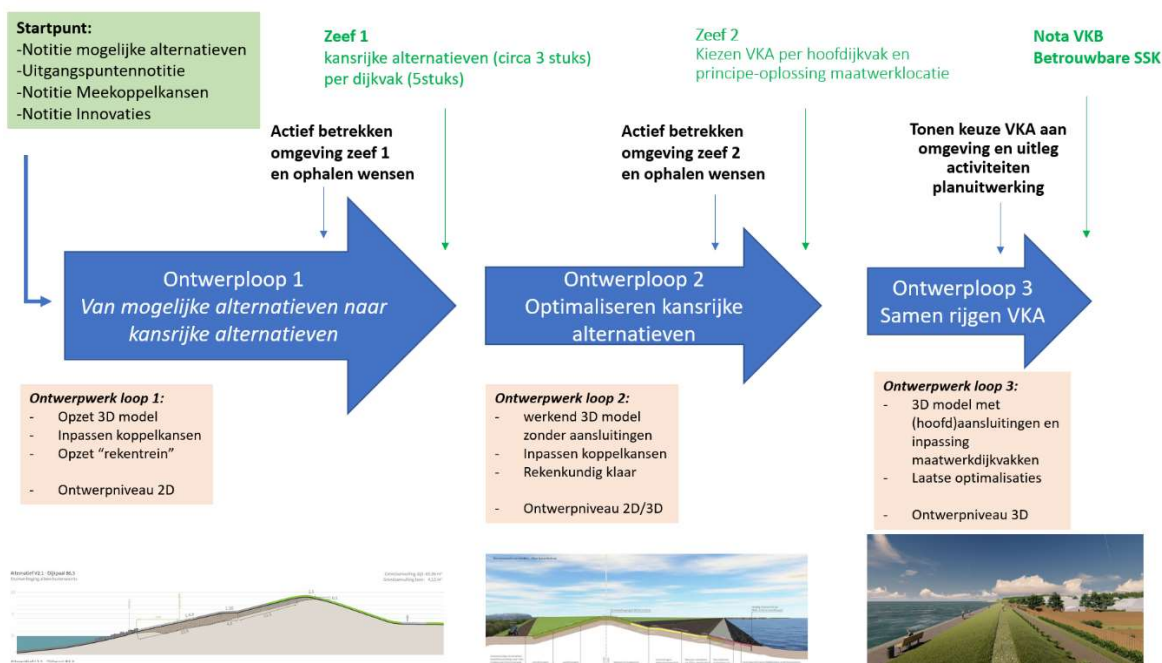 Startpunt:
-Notitie mogelijke alternatieven
-Uitgangspuntennotitie
-Notitie Meekoppelkansen
-Notitie Innovaties
Zeef 1
kansrijke alternatieven (circa 3 stuks)
per dijkvak (5stuks)
Zeef 2
Kiezen VKA per hoofdijkvak en
principe-oplossing maatwerklocatie
Nota VKB
Betrouwbare SSK
Actief betrekken
omgeving zeef 1
en ophalen wensen
Actief betrekken
omgeving zeef 2
en ophalen wensen
Tonen keuze VKA aan
omgeving en uitleg
activiteiten
planuitwerking
Ontwerploop 1
Van mogelijke alternatieven naar
kansrijke alternatieven
Ontwerploop 2
Optimaliseren kansrijke
alternatieven
Ontwerploop 3
Samen rijgen VKA
Ontwerpwerk loop 1:
- Opzet 3D model
- Inpassen koppelkansen
- Opzet “rekentrein”
- Ontwerpniveau 2D
Ontwerpwerk loop 2:
- werkend 3D model
zonder aansluitingen
- Inpassen koppelkansen
- Rekenkundig klaar
- Ontwerpniveau 2D/3D
Ontwerpwerk loop 3:
- 3D model met
(hoofd)aansluitingen en
inpassing
maatwerkdijkvakken
- Laatse optimalisaties
- Ontwerpniveau 3D